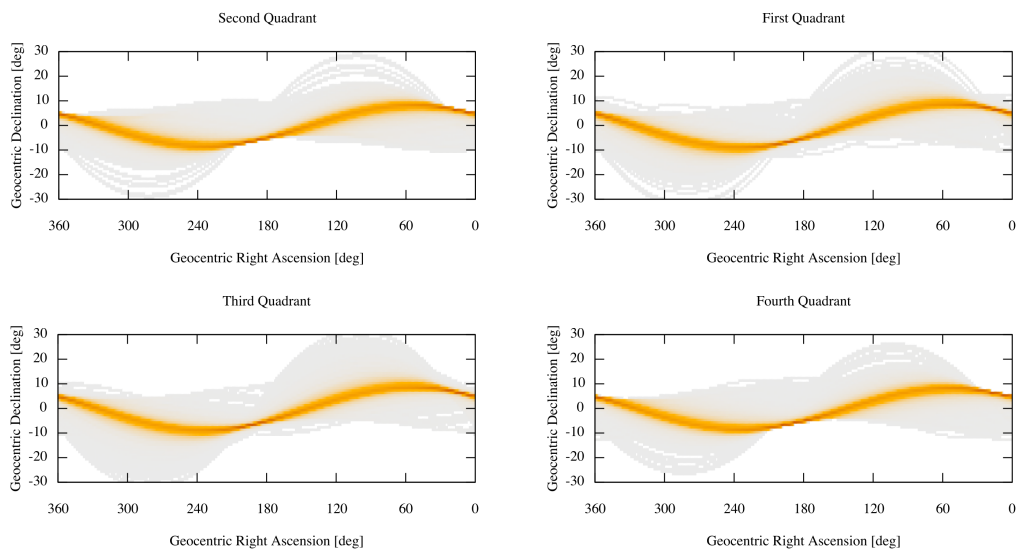 Second Quadrant
Geocentric Declination [deg]
30
20
10
0
-10
-20
-30
360 300 240 180 120 60 0
Geocentric Right Ascension [deg]
First Quadrant
Geocentric Declination [deg]
30
20
10
0
-10
-20
-30
360 300 240 180 120 60 0
Geocentric Right Ascension [deg]
Third Quadrant
Geocentric Declination [deg]
30
20
10
0
-10
-20
-30
360 300 240 180 120 60 0
Geocentric Right Ascension [deg]
Fourth Quadrant
Geocentric Declination [deg]
30
20
10
0
-10
-20
-30
360 300 240 180 120 60 0
Geocentric Right Ascension [deg]